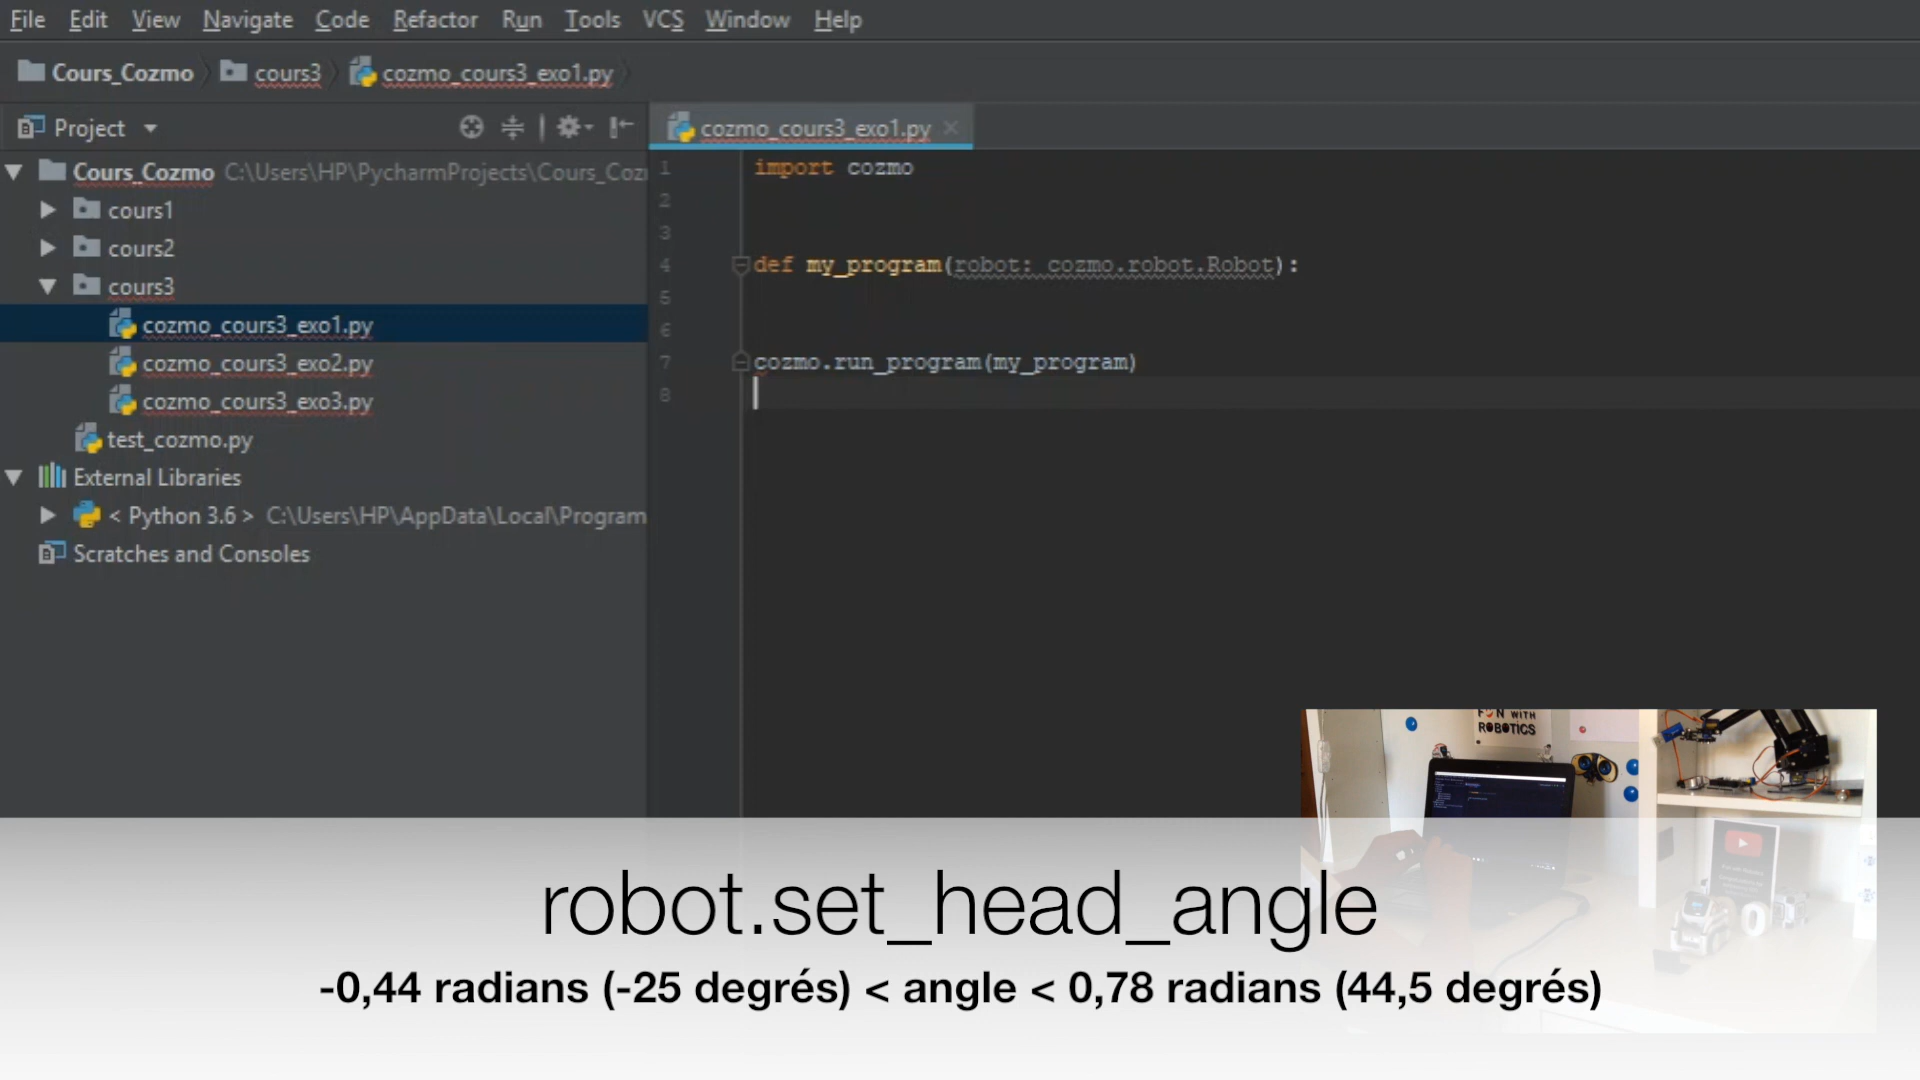 File Edit View Navigate Code Refactor Run Tools VCS Window Help
Cours_Cozmo cours3 cozmo_cours3_exo1.py
Project
cozmo_cours3_exo1.py
Cours_Cozmo C:\Users\HP\PycharmProjects\Cours_Coz
cours1
cours2
cours3
cozmo_cours3_exo1.py
cozmo_cours3_exo2.py
cozmo_cours3_exo3.py
test_cozmo.py
External Libraries
< Python 3.6 > C:\Users\HP\AppData\Local\Program
Scratches and Consoles
1 import cozmo
2
3
4 def my_program(robot: cozmo.robot.Robot):
5
6
7 cozmo.run_program(my_program)
8
FUN WITH
ROBOTICS
robot.set_head_angle
-0,44 radians (-25 degrés) < angle < 0,78 radians (44,5 degrés)